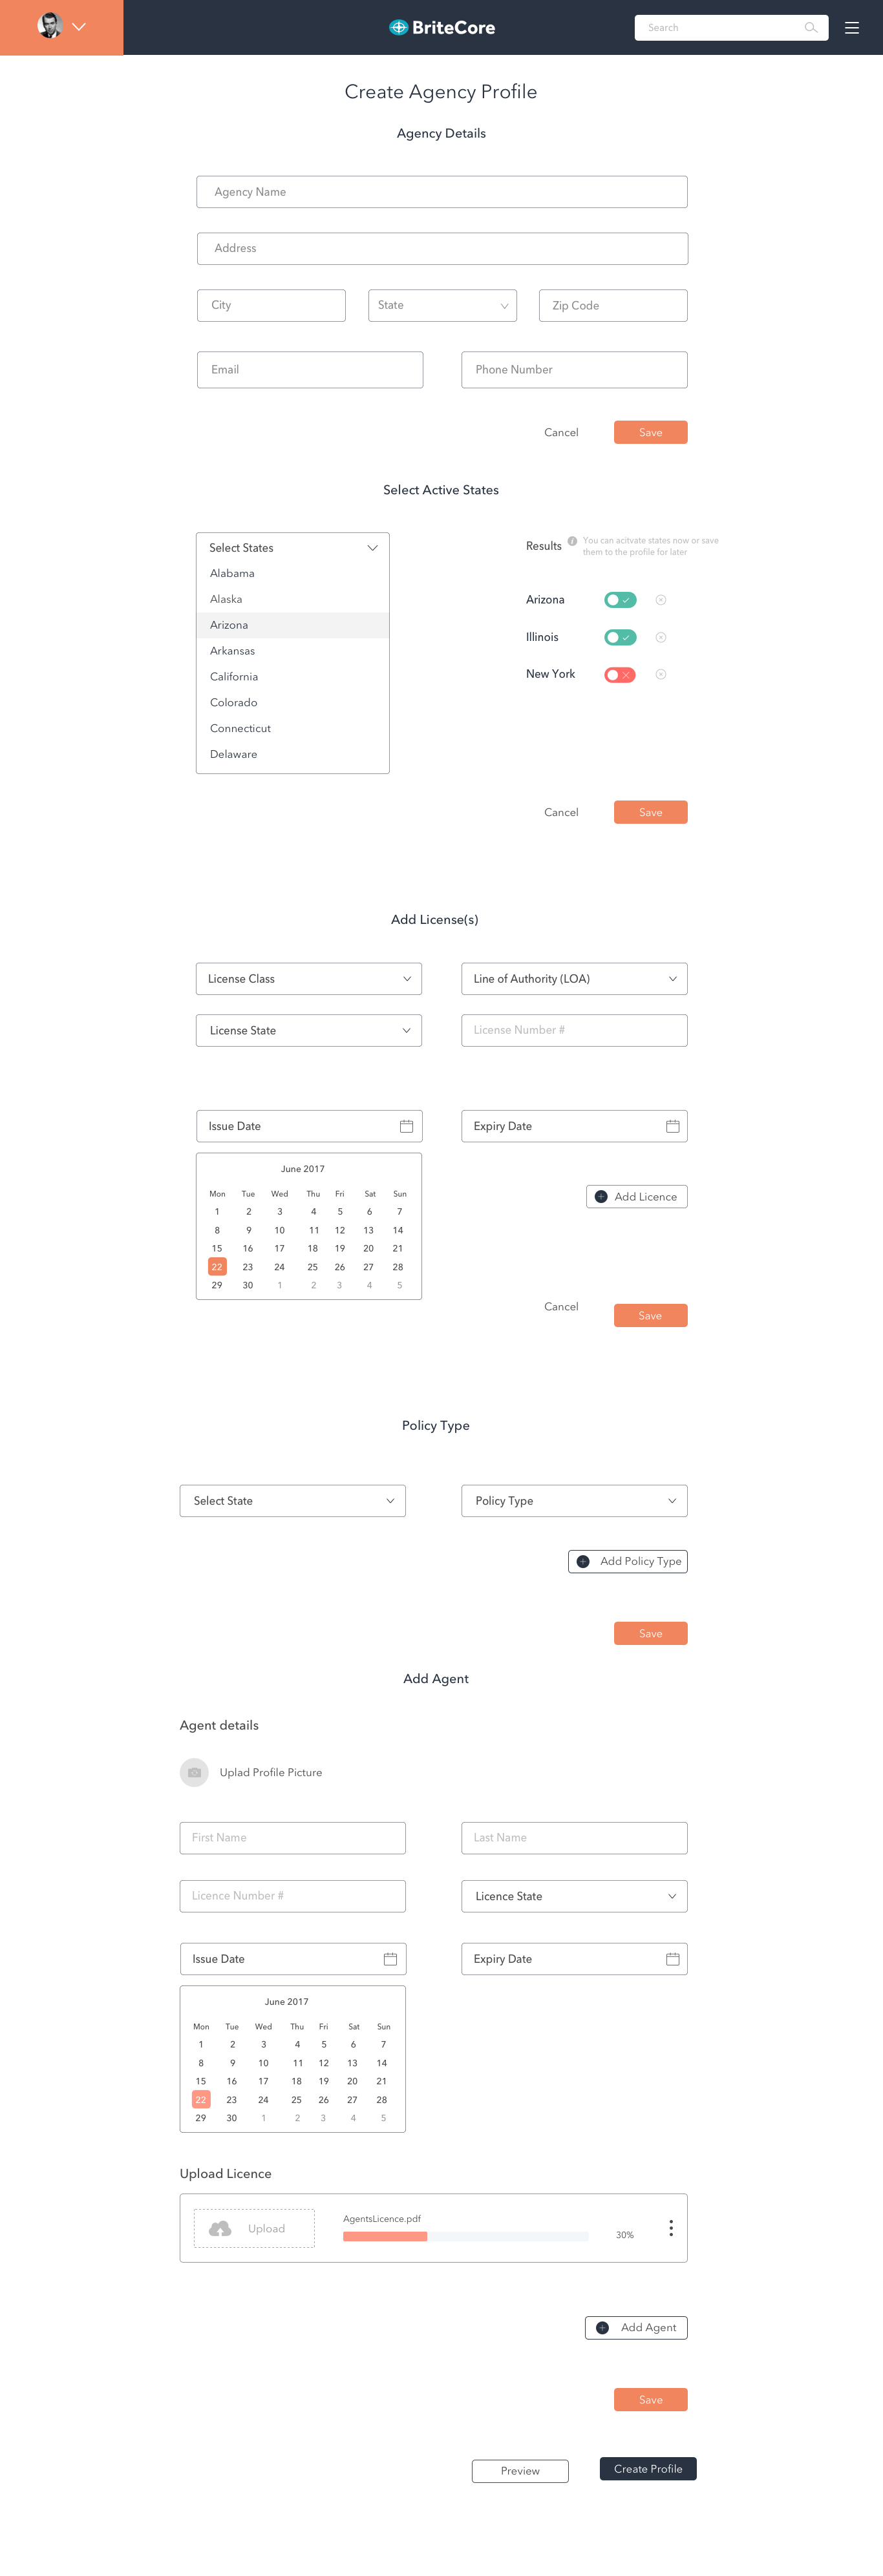 BriteCore
Search
Create Agency Profile
Agency Details
Agency Name
Address
City State Zip Code
Email Phone Number
Cancel Save
Select Active States
Select States
Alabama
Alaska
Arizona
Arkansas
California
Colorado
Connecticut
Delaware
Results
You can acitvate states now or save
them to the profile for later
Arizona
Illinois
New York
Cancel Save
Add License(s)
License Class Line of Authority (LOA)
License State License Number #
Issue Date Expiry Date
June 2017
Mon Tue Wed Thu Fri Sat Sun
1 2 3 4 5 6 7
8 9 10 11 12 13 14
15 16 17 18 19 20 21
22 23 24 25 26 27 28
29 30 1 2 3 4 5
Add Licence
Cancel Save
Policy Type
Select State Policy Type
Add Policy Type
Save
Add Agent
Agent details
Uplad Profile Picture
First Name Last Name
Licence Number # Licence State
Issue Date Expiry Date
June 2017
Mon Tue Wed Thu Fri Sat Sun
1 2 3 4 5 6 7
8 9 10 11 12 13 14
15 16 17 18 19 20 21
22 23 24 25 26 27 28
29 30 1 2 3 4 5
Upload Licence
Upload
AgentsLicence.pdf
30%
Add Agent
Save
Preview Create Profile